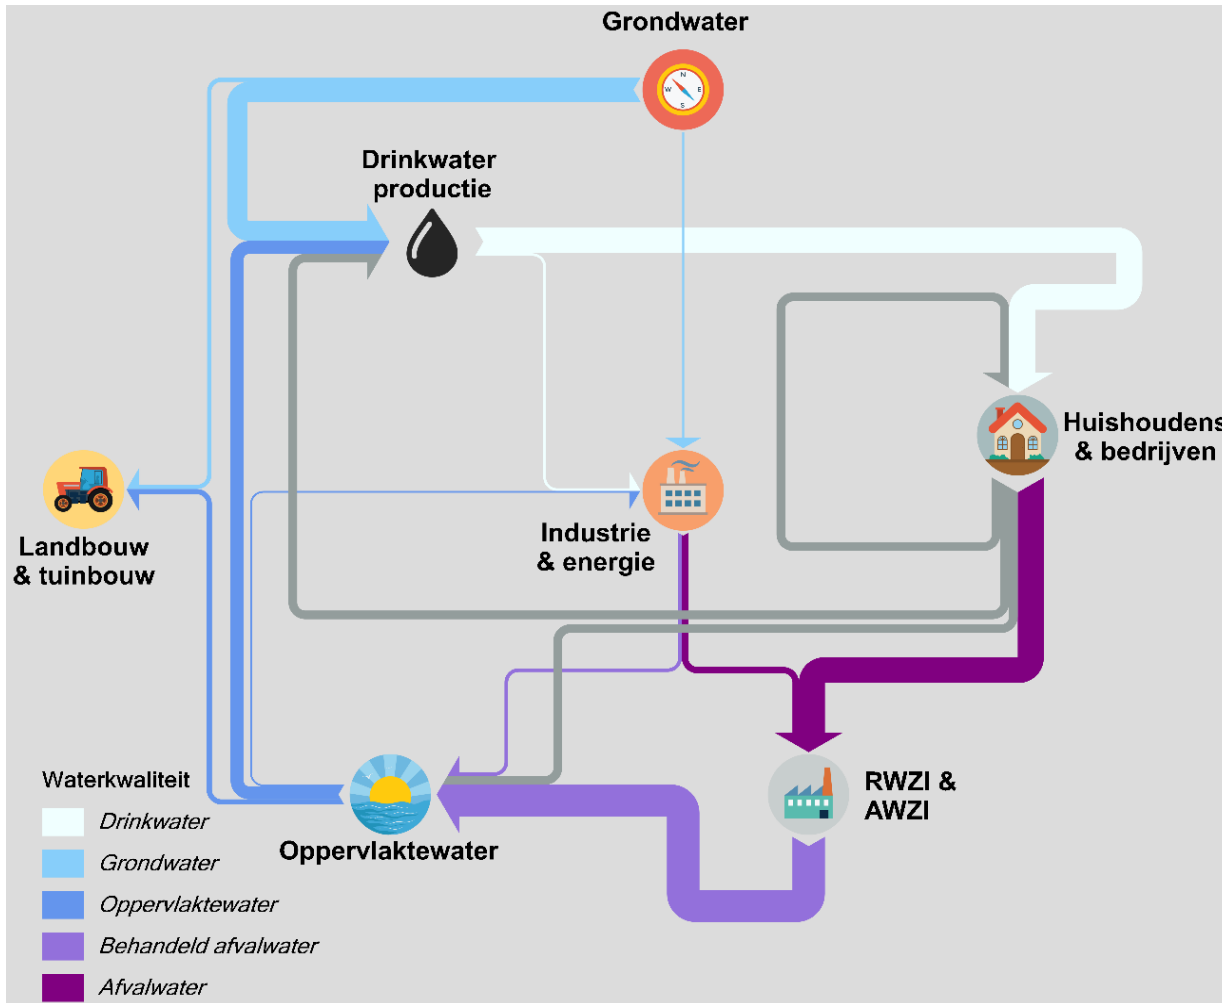 Grondwater
N
W E
S
Drinkwater
productie
Huishoudens
& bedrijven
Industrie
& energie
Landbouw
& tuinbouw
RWZI &
AWZI
Oppervlaktewater
Waterkwaliteit
Drinkwater
Grondwater
Oppervlaktewater
Behandeld afvalwater
Afvalwater